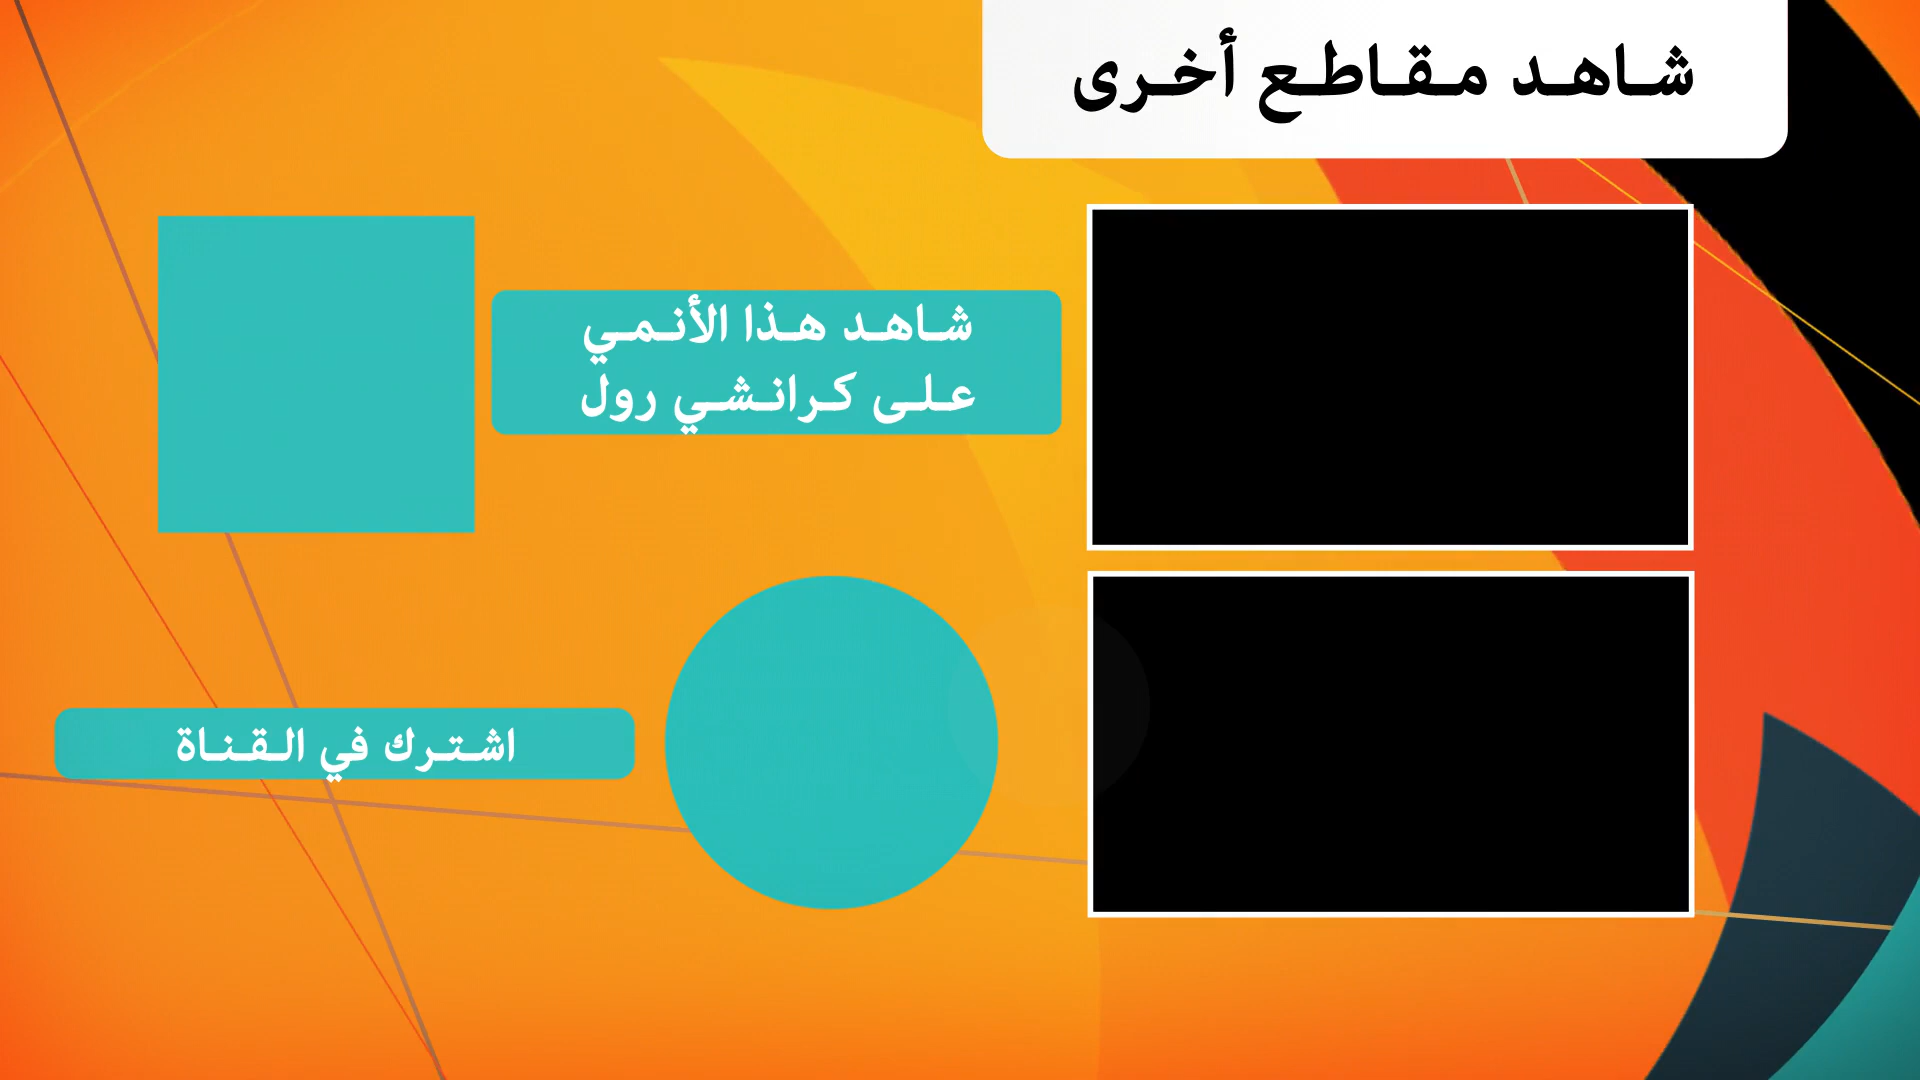 شاهد مقاطع أخرى
شاهد هذا الأنمي
على كرانشي رول
اشترك في القناة